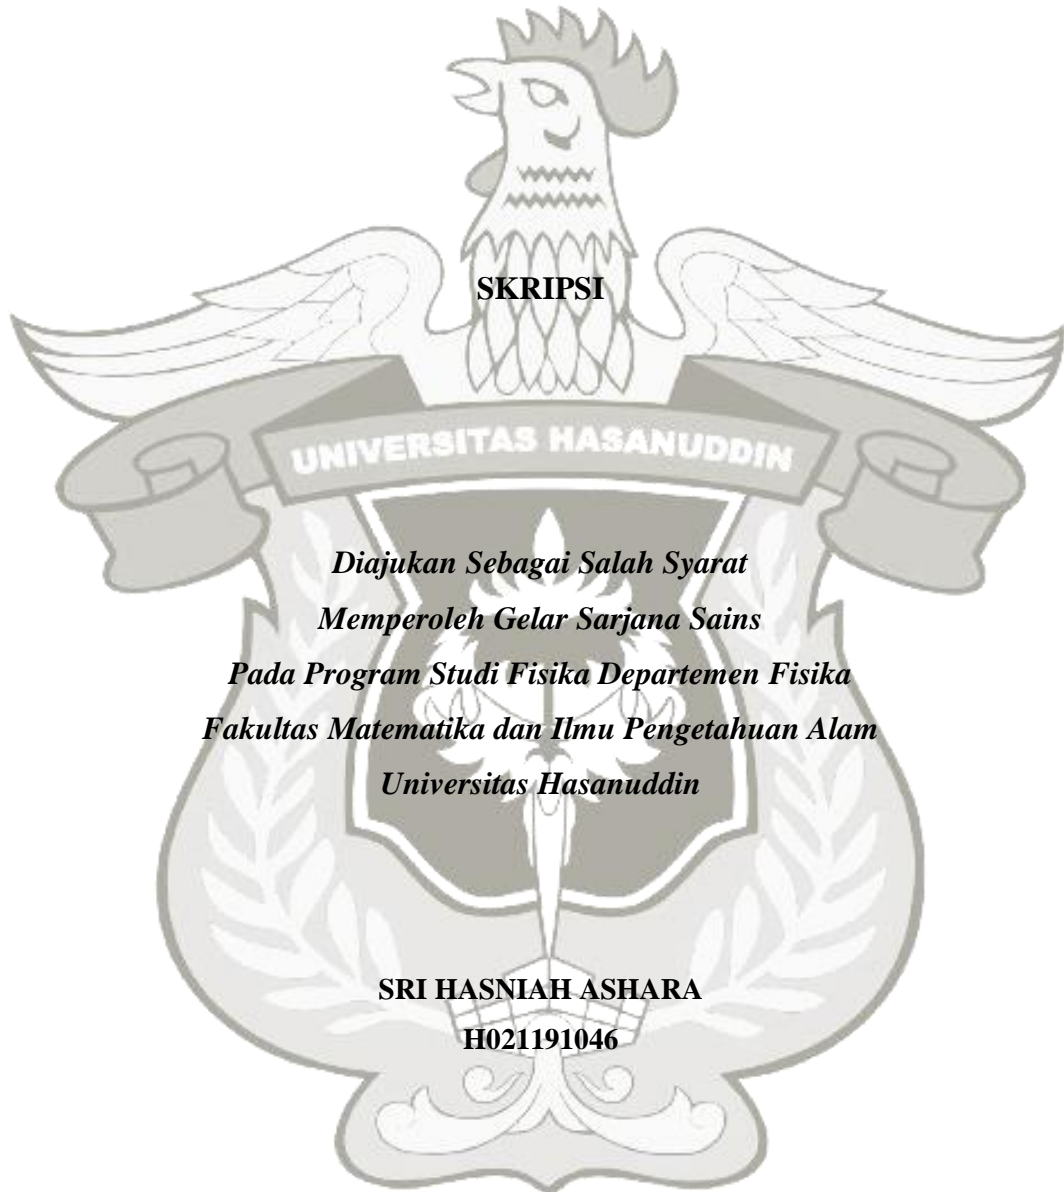 SKRIPSI
UNIVERSITAS HASANUDDIN
Diajukan Sebagai Salah Syarat
Memperoleh Gelar Sarjana Sains
Pada Program Studi Fisika Departemen Fisika
Fakultas Matematika dan Ilmu Pengetahuan Alam
Universitas Hasanuddin
SRI HASNIAH ASHARA
H021191046